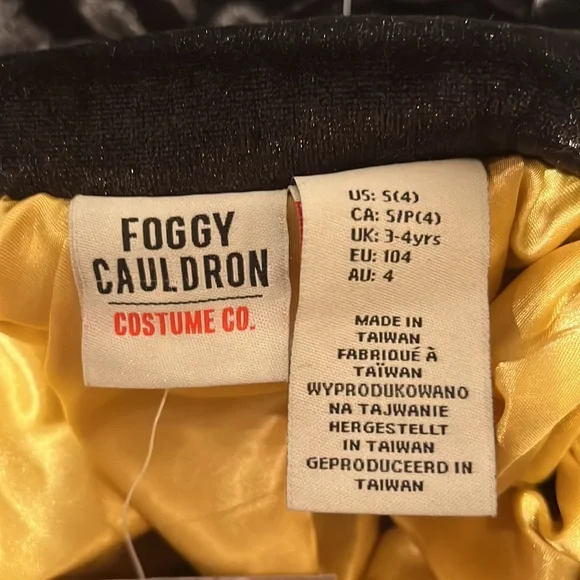 FOGGY
CAULDRON
COSTUME CO.
US: S(4)
CA: S/P(4)
UK: 3-4yrs
EU: 104
AU: 4
MADE IN
TAIWAN
FABRIQUÉ À
TAÏWAN
WYPRODUKOWANO
NA TAJWANIE
HERGESTELLT
IN TAIWAN
GEPRODUCEERD IN
TAIWAN